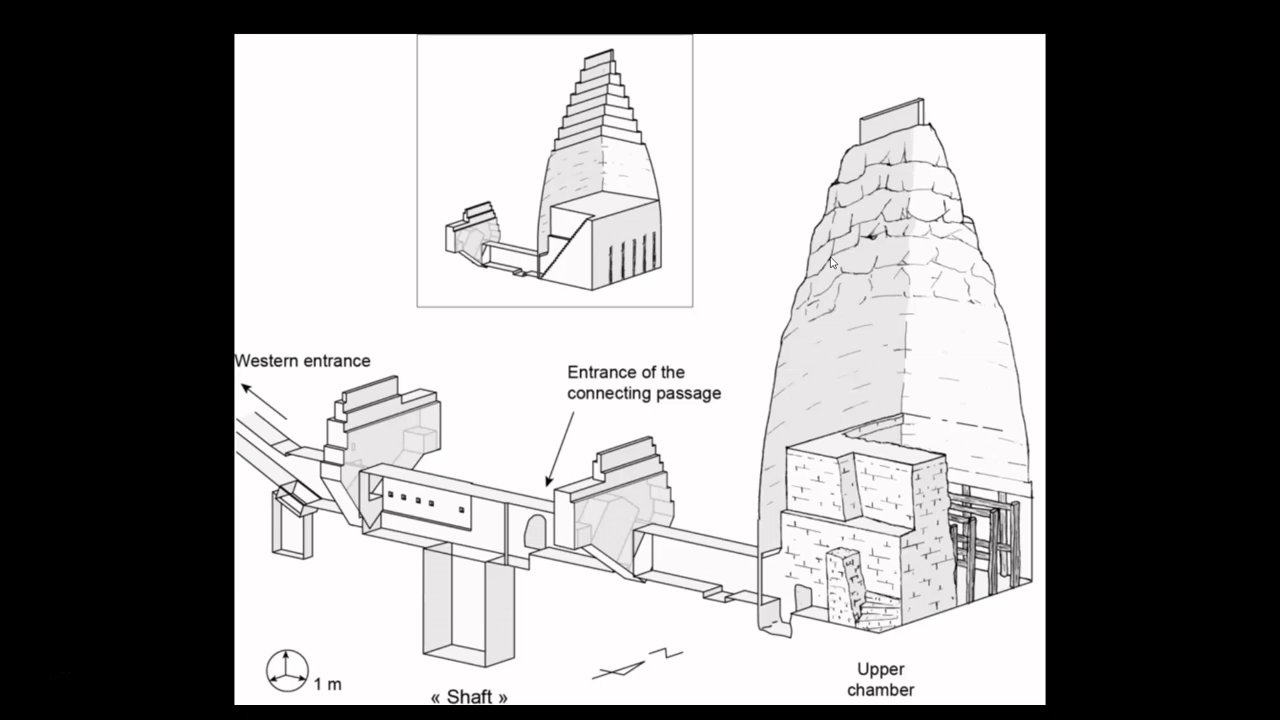 Western entrance
Entrance of the
connecting passage
1 m
« Shaft »
Upper
chamber